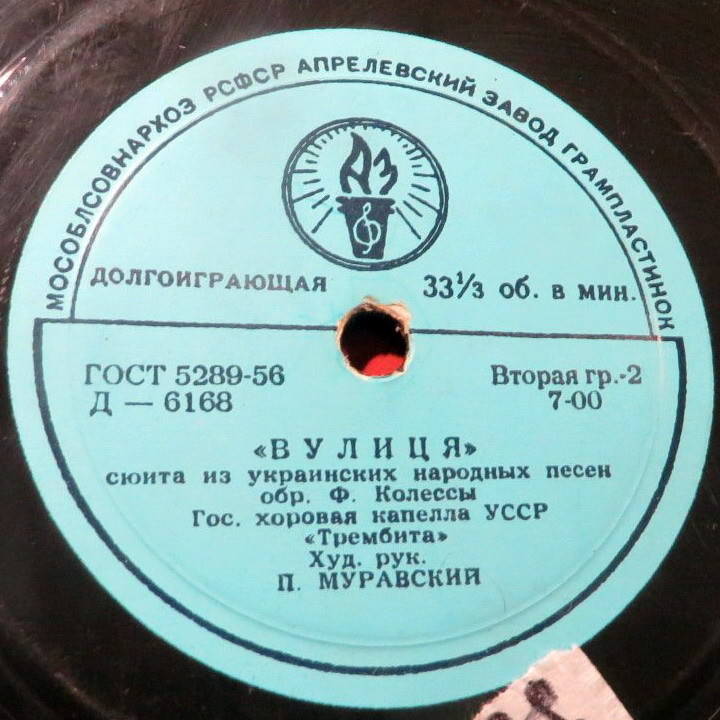 МОСОБЛСОВНАРХОЗ РСФСР АПРЕЛЕВСКИЙ ЗАВОД ГРАМПЛАСТИНОК
АЗ
ДОЛГОИГРАЮЩАЯ 33⅓ об. в мин.
ГОСТ 5289-56 Вторая гр.-2
Д — 6168 7-00
«ВУЛИЦЯ»
сюита из украинских народных песен
обр. Ф. Колессы
Гос. хоровая капелла УССР
«Трембита»
Худ. рук.
П. МУРАВСКИЙ